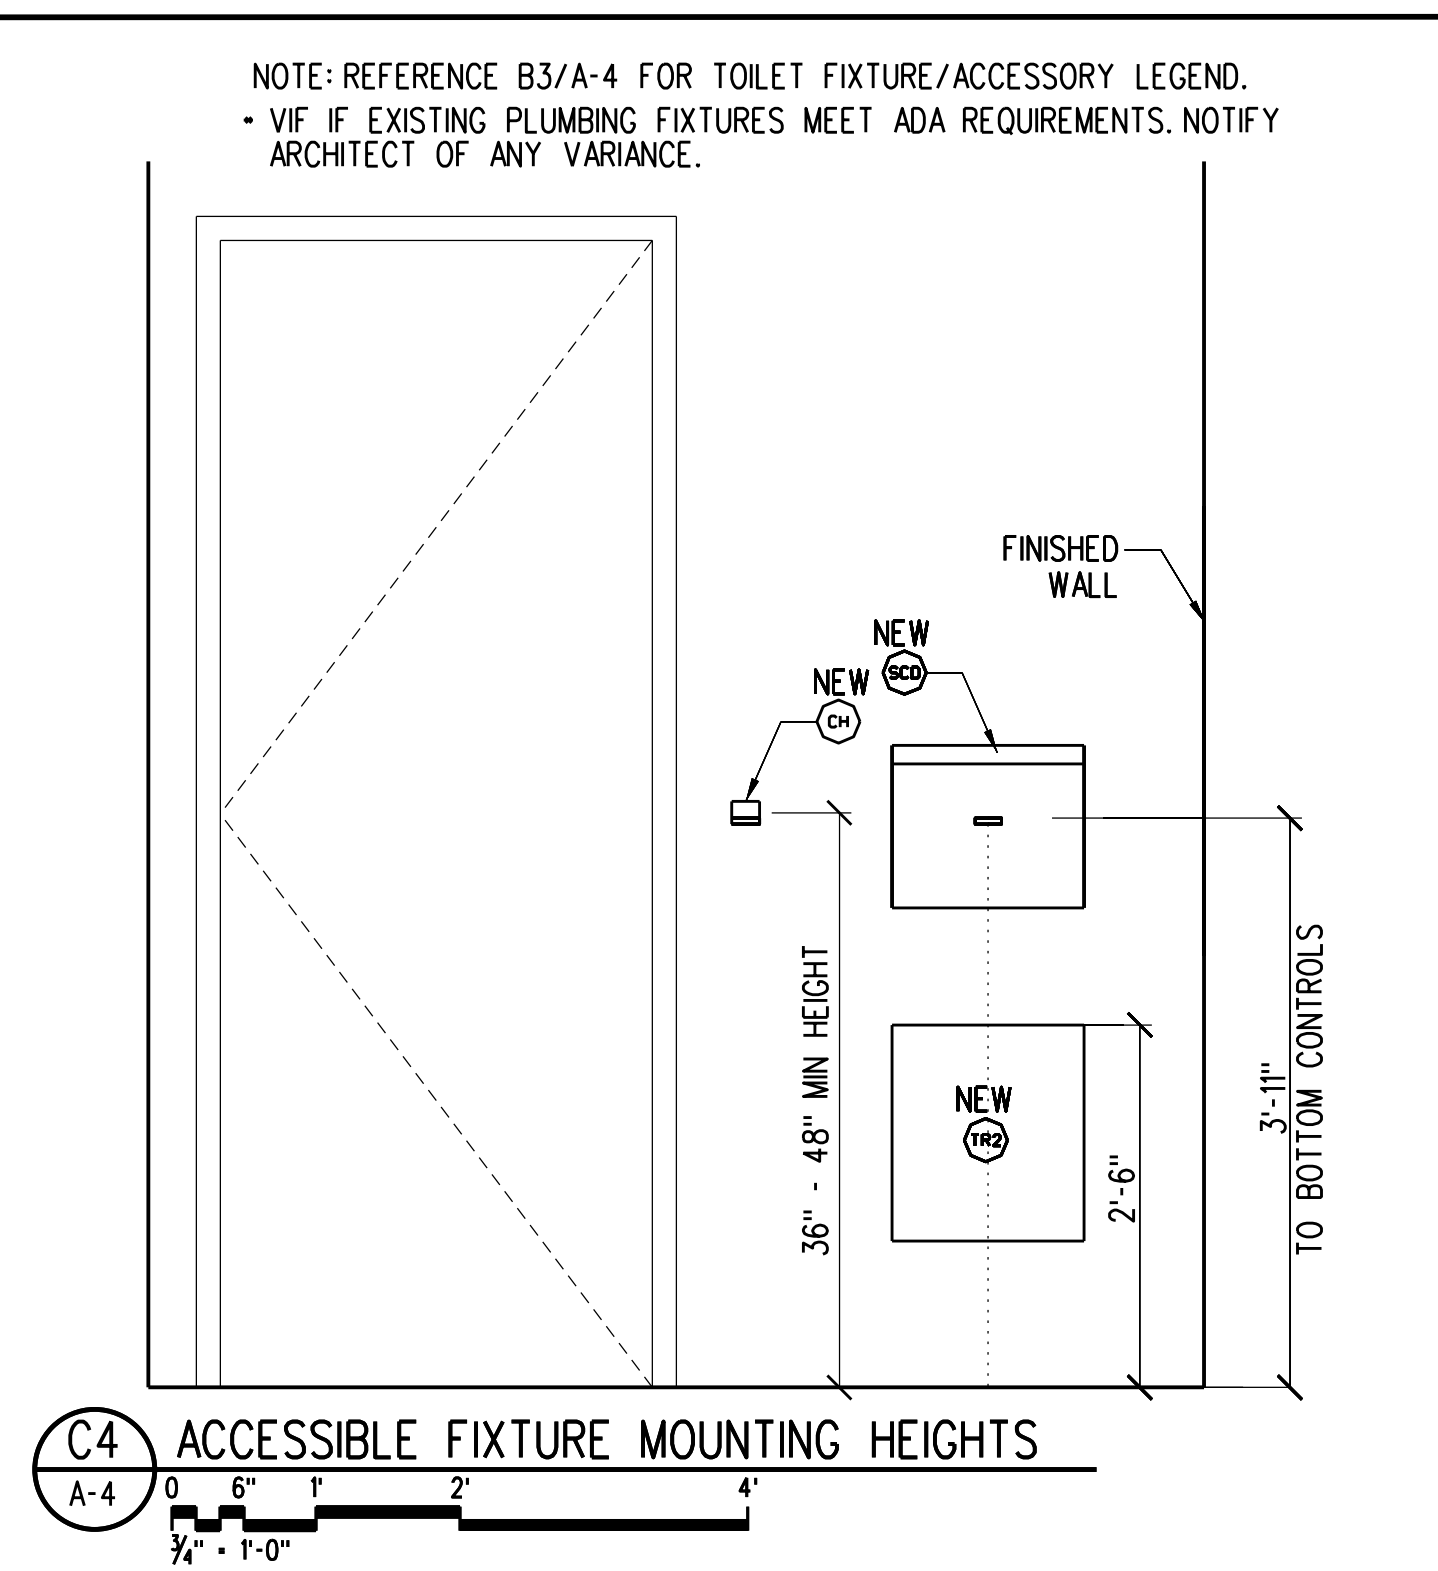 NOTE: REFERENCE B3/A-4 FOR TOILET FIXTURE/ACCESSORY LEGEND.
* VIF IF EXISTING PLUMBING FIXTURES MEET ADA REQUIREMENTS. NOTIFY
ARCHITECT OF ANY VARIANCE.
FINISHED
WALL
NEW
SCD
NEW
CH
36" - 48" MIN HEIGHT
3'-11"
TO BOTTOM CONTROLS
NEW
TR2
2'-6"
C4
A-4
ACCESSIBLE FIXTURE MOUNTING HEIGHTS
0 6" 1' 2' 4'
3/4" = 1'-0"